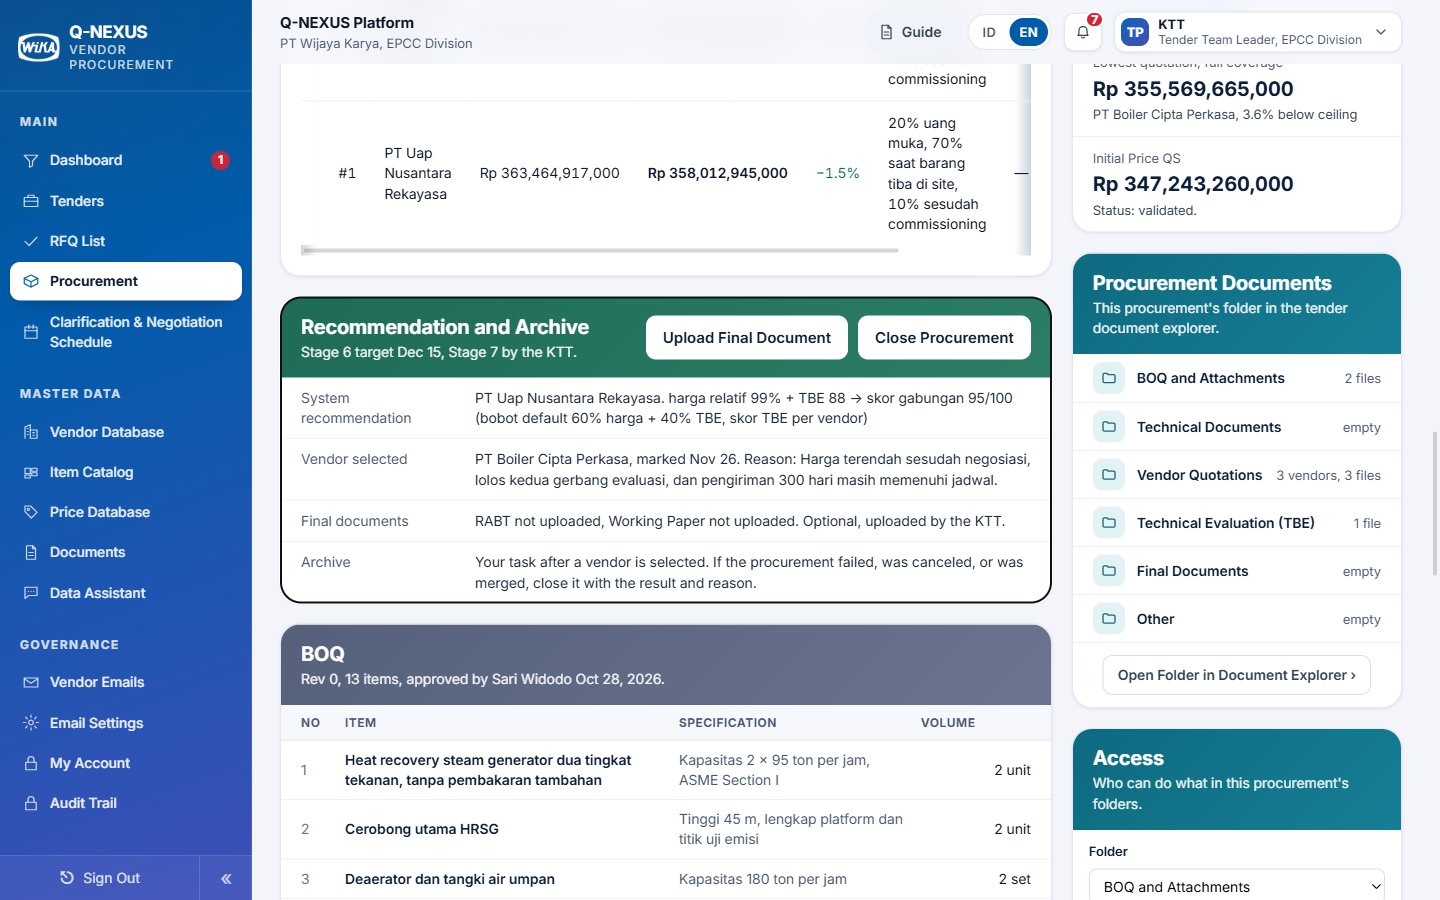 WIKA
Q-NEXUS
VENDOR
PROCUREMENT
MAIN
Dashboard 1
Tenders
RFQ List
Procurement
Clarification & Negotiation
Schedule
MASTER DATA
Vendor Database
Item Catalog
Price Database
Documents
Data Assistant
GOVERNANCE
Vendor Emails
Email Settings
My Account
Audit Trail
Sign Out «
Q-NEXUS Platform
PT Wijaya Karya, EPCC Division
Guide
ID EN
7
TP
KTT
Tender Team Leader, EPCC Division
commissioning
#1
PT Uap
Nusantara
Rekayasa
Rp 363,464,917,000
Rp 358,012,945,000
−1.5%
20% uang
muka, 70%
saat barang
tiba di site,
10% sesudah
commissioning
—
Recommendation and Archive
Stage 6 target Dec 15, Stage 7 by the KTT.
Upload Final Document
Close Procurement
System
recommendation
PT Uap Nusantara Rekayasa. harga relatif 99% + TBE 88 → skor gabungan 95/100
(bobot default 60% harga + 40% TBE, skor TBE per vendor)
Vendor selected
PT Boiler Cipta Perkasa, marked Nov 26. Reason: Harga terendah sesudah negosiasi,
lolos kedua gerbang evaluasi, dan pengiriman 300 hari masih memenuhi jadwal.
Final documents
RABT not uploaded, Working Paper not uploaded. Optional, uploaded by the KTT.
Archive
Your task after a vendor is selected. If the procurement failed, was canceled, or was
merged, close it with the result and reason.
BOQ
Rev 0, 13 items, approved by Sari Widodo Oct 28, 2026.
NO ITEM SPECIFICATION VOLUME
1
Heat recovery steam generator dua tingkat
tekanan, tanpa pembakaran tambahan
Kapasitas 2 × 95 ton per jam,
ASME Section I
2 unit
2
Cerobong utama HRSG
Tinggi 45 m, lengkap platform dan
titik uji emisi
2 unit
3
Deaerator dan tangki air umpan
Kapasitas 180 ton per jam
2 set
Lowest quotation, full coverage
Rp 355,569,665,000
PT Boiler Cipta Perkasa, 3.6% below ceiling
Initial Price QS
Rp 347,243,260,000
Status: validated.
Procurement Documents
This procurement's folder in the tender
document explorer.
BOQ and Attachments 2 files
Technical Documents empty
Vendor Quotations 3 vendors, 3 files
Technical Evaluation (TBE) 1 file
Final Documents empty
Other empty
Open Folder in Document Explorer ›
Access
Who can do what in this procurement's
folders.
Folder
BOQ and Attachments